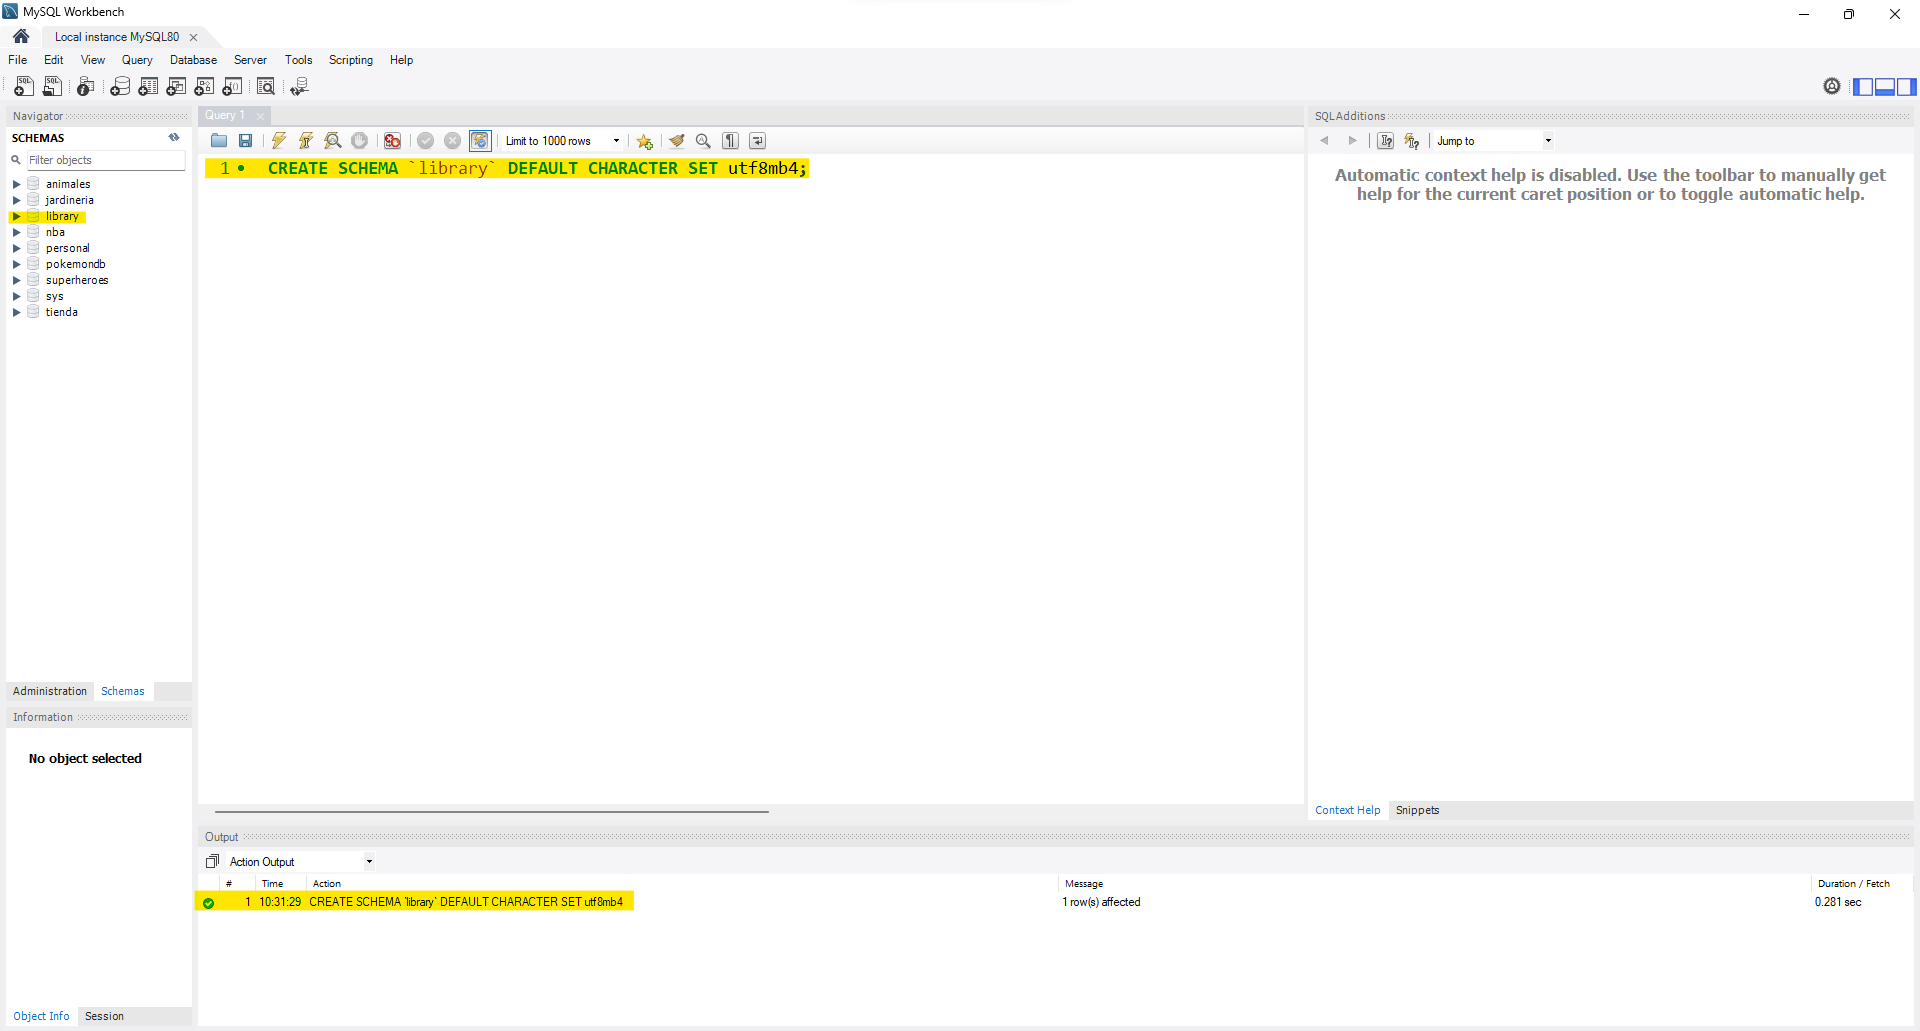 MySQL Workbench
Local instance MySQL80
File Edit View Query Database Server Tools Scripting Help
Navigator
SCHEMAS
Filter objects
animales
jardineria
library
nba
personal
pokemondb
superheroes
sys
tienda
Administration Schemas
Information
No object selected
Object Info Session
Query 1
Limit to 1000 rows
1 CREATE SCHEMA `library` DEFAULT CHARACTER SET utf8mb4;
SQLAdditions
Jump to
Automatic context help is disabled. Use the toolbar to manually get
help for the current caret position or to toggle automatic help.
Context Help Snippets
Output
Action Output
# Time Action Message Duration / Fetch
1 10:31:29 CREATE SCHEMA `library` DEFAULT CHARACTER SET utf8mb4 1 row(s) affected 0.281 sec